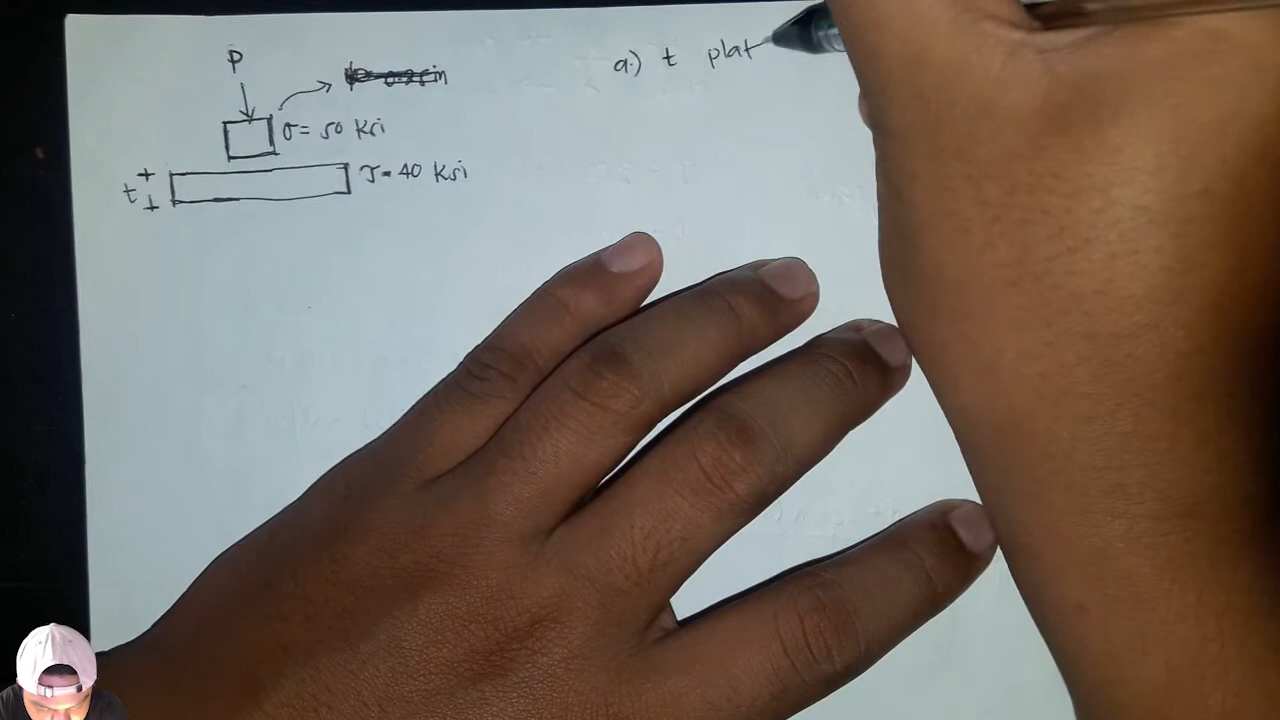 P
σ = 50 Ksi
t
τ = 40 Ksi
a.) t plat